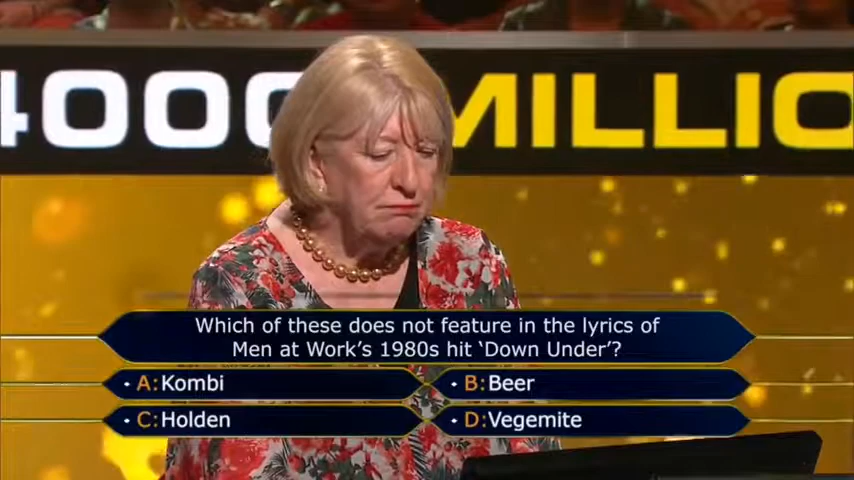 4000 MILLIO
Which of these does not feature in the lyrics of
Men at Work's 1980s hit ‘Down Under’?
A: Kombi
B: Beer
C: Holden
D: Vegemite